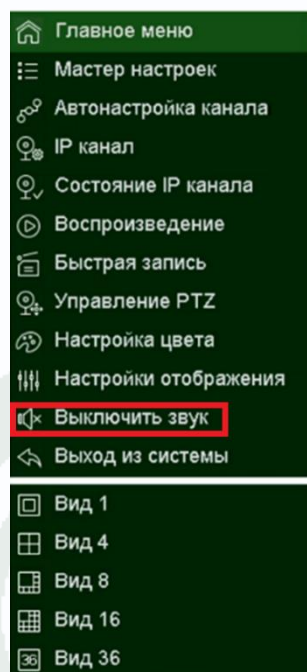 Главное меню
Мастер настроек
Автонастройка канала
IP канал
Состояние IP канала
Воспроизведение
Быстрая запись
Управление PTZ
Настройка цвета
Настройки отображения
Выключить звук
Выход из системы
Вид 1
Вид 4
Вид 8
Вид 16
36 Вид 36